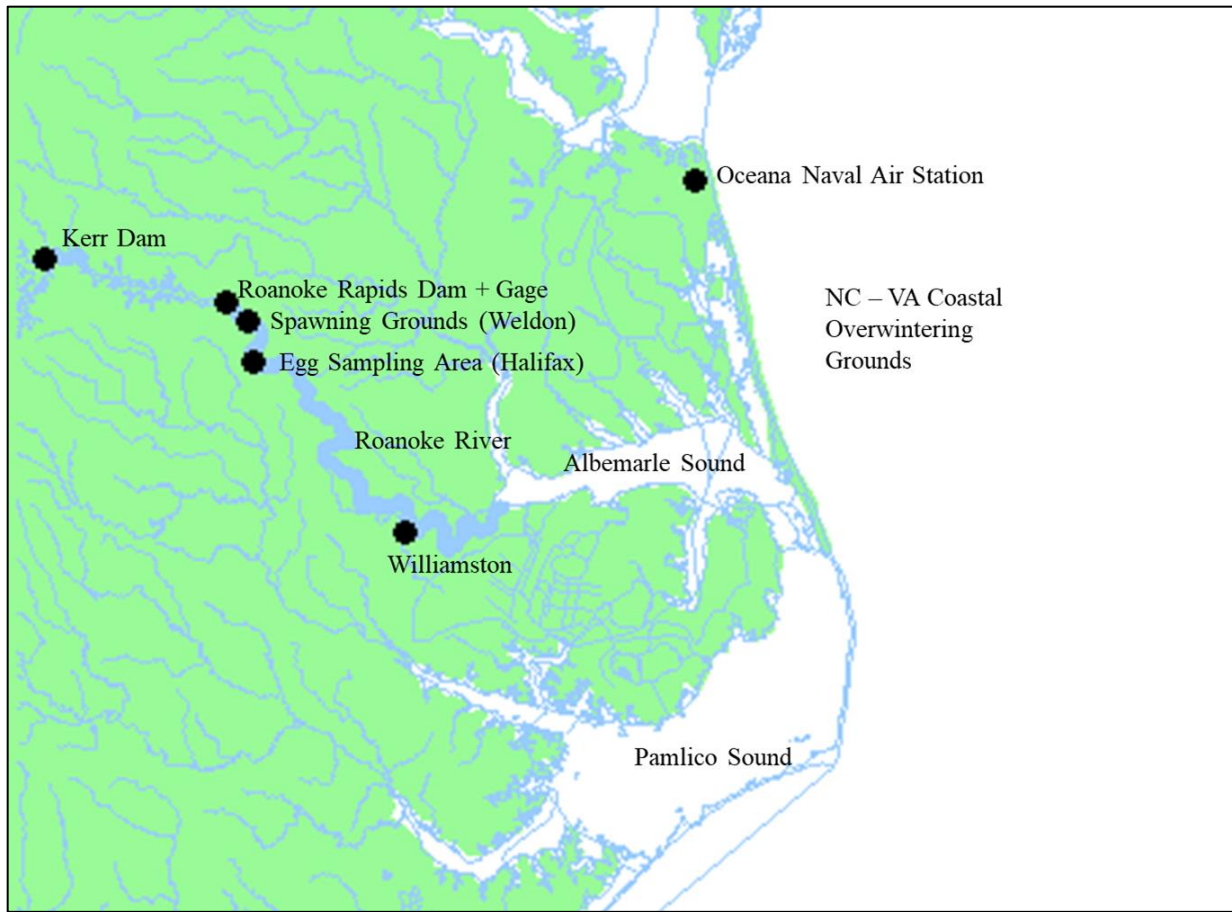 Oceana Naval Air Station
Kerr Dam
Roanoke Rapids Dam + Gage
NC – VA Coastal
Overwintering
Grounds
Spawning Grounds (Weldon)
Egg Sampling Area (Halifax)
Roanoke River
Albemarle Sound
Williamston
Pamlico Sound